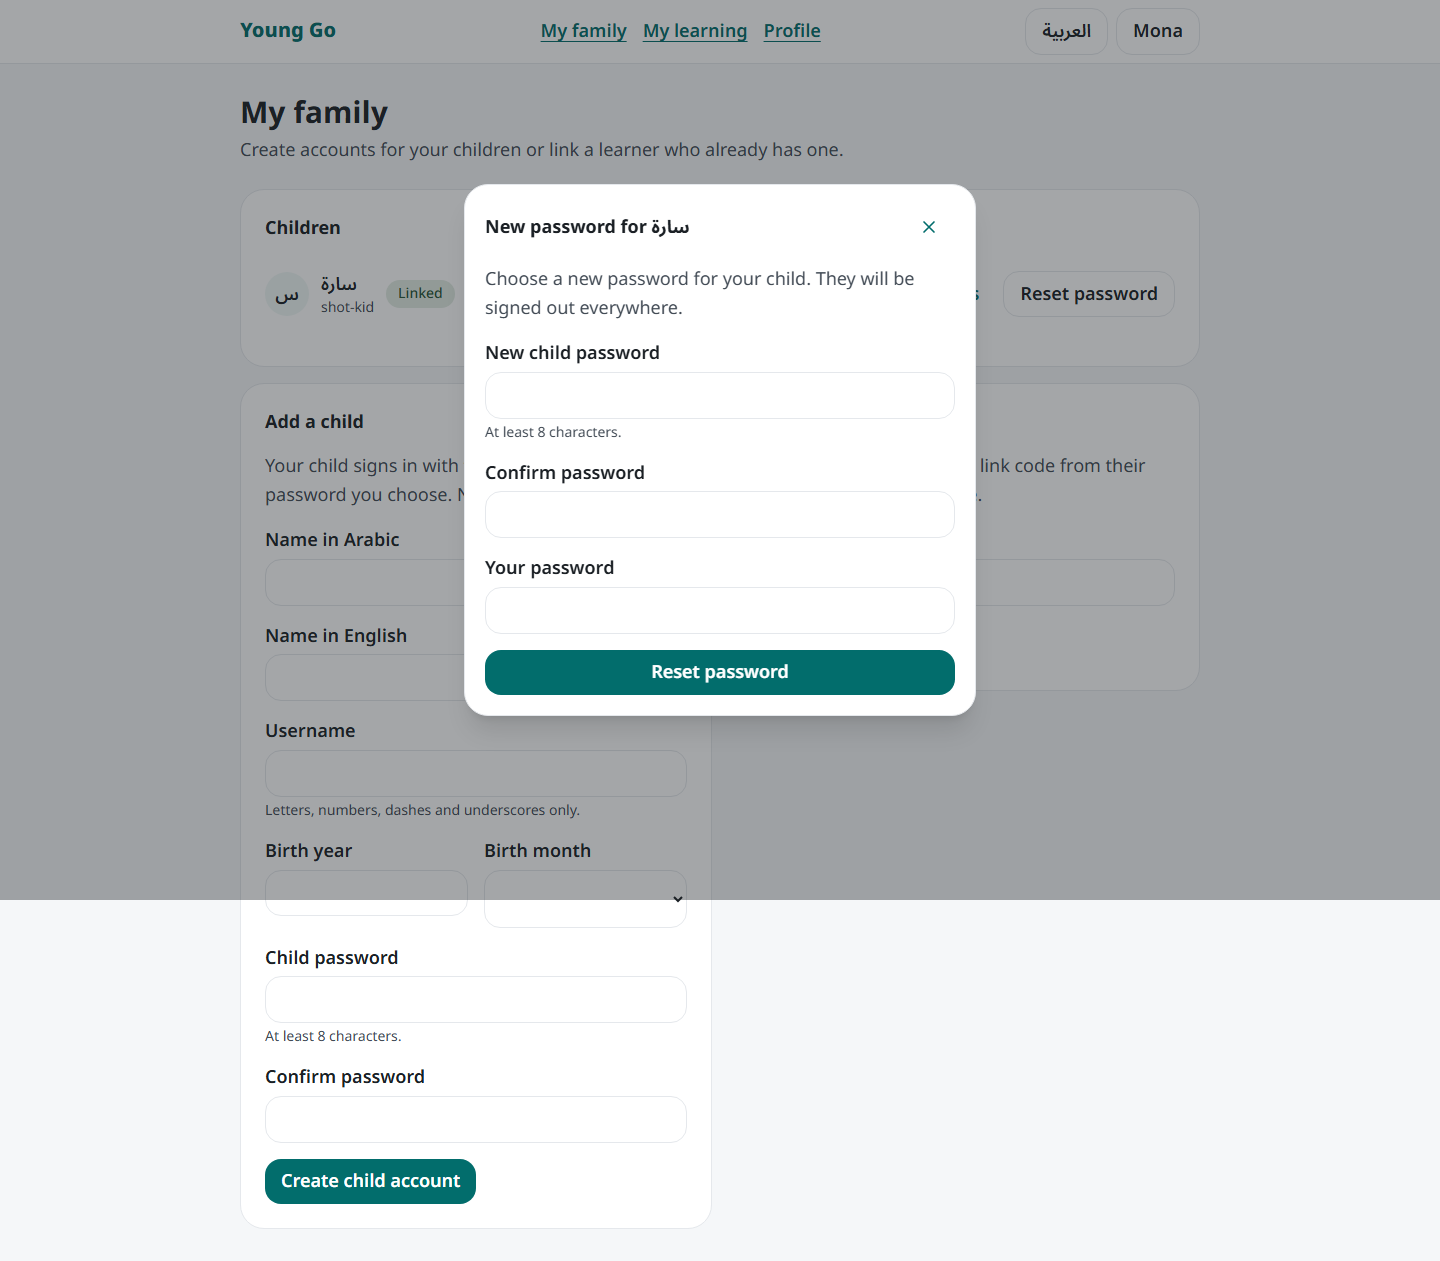 Young Go
My family My learning Profile
العربية
Mona
My family
Create accounts for your children or link a learner who already has one.
Children
س
سارة
shot-kid
Linked
Reset password
New password for سارة
Choose a new password for your child. They will be
signed out everywhere.
New child password
At least 8 characters.
Confirm password
Your password
Reset password
Add a child
Your child signs in with
password you choose.
link code from their
Name in Arabic
Name in English
Username
Letters, numbers, dashes and underscores only.
Birth year
Birth month
Child password
At least 8 characters.
Confirm password
Create child account